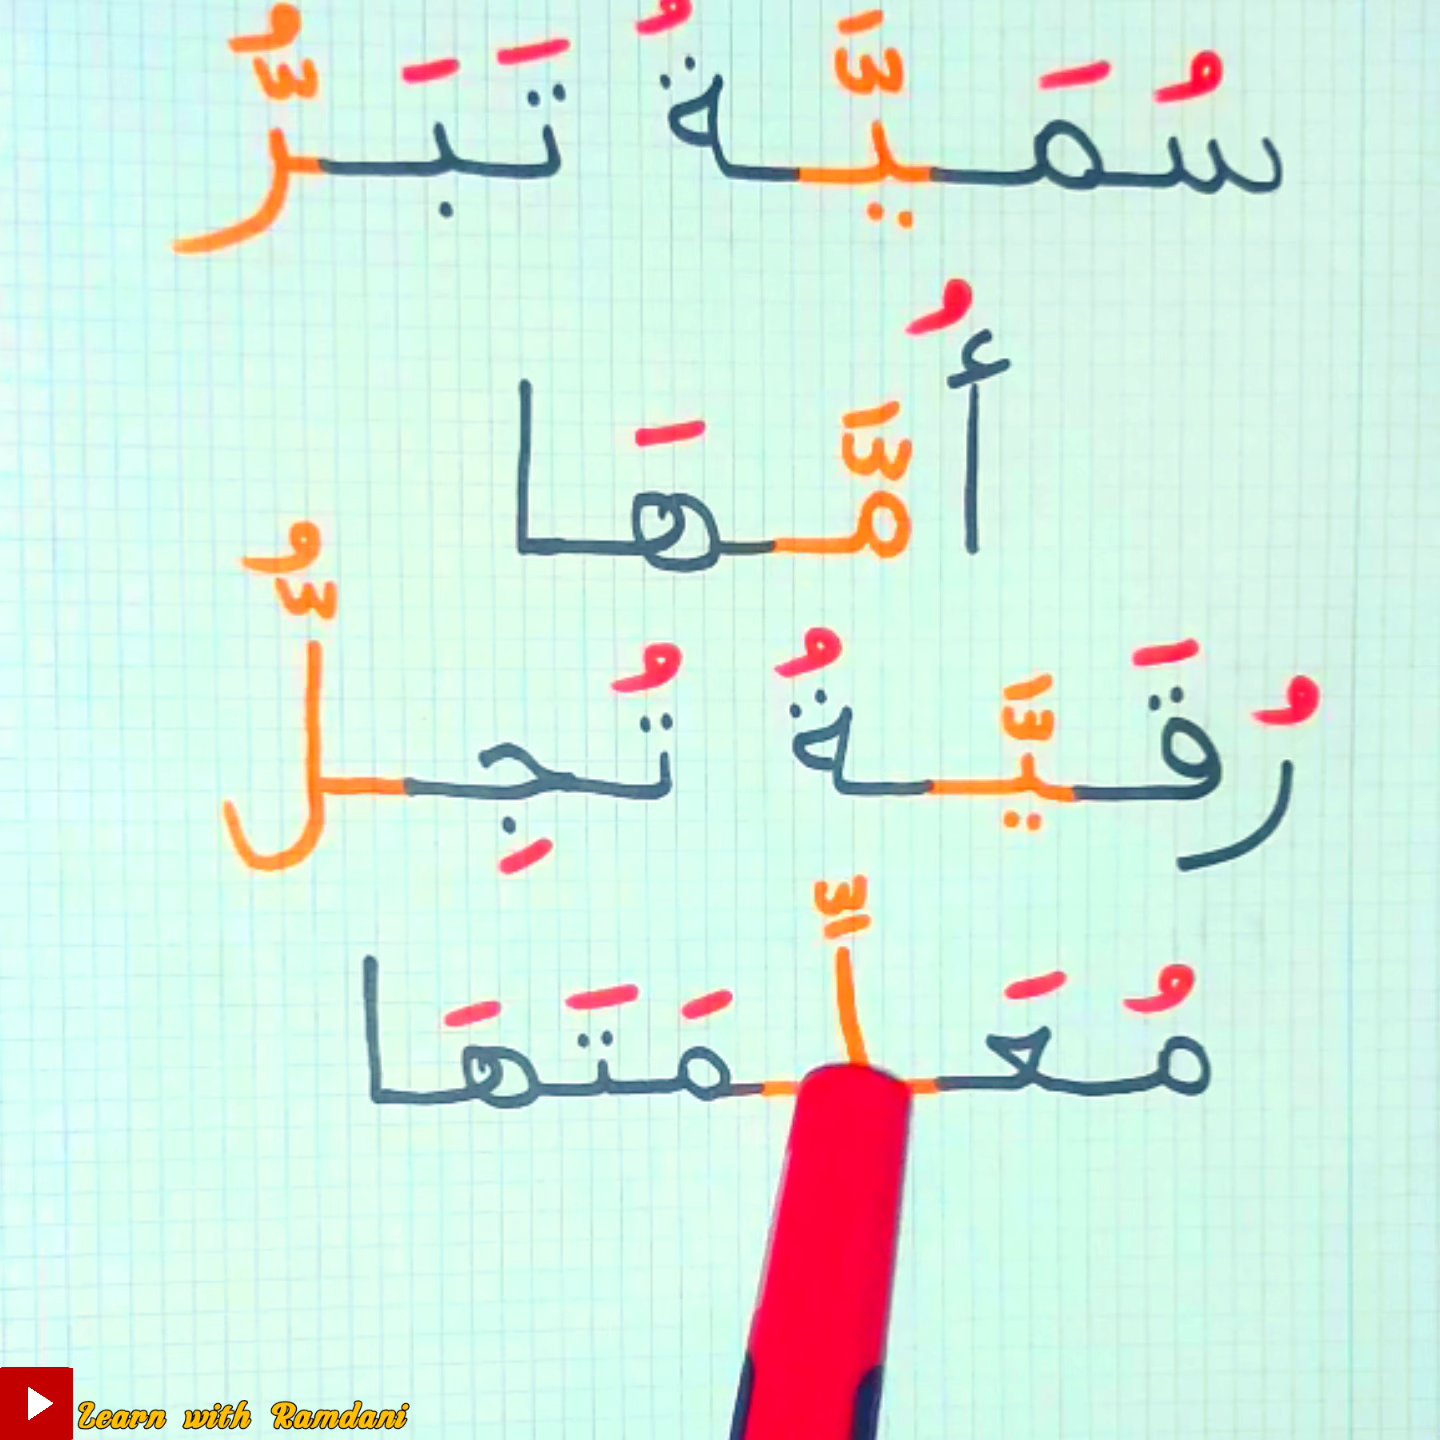 سُمَيَّةُ تَبَرُّ
أُمَّهَا
رُقَيَّةُ تُجِلُّ
مُعَلِّمَتَهَا
Learn with Ramdani